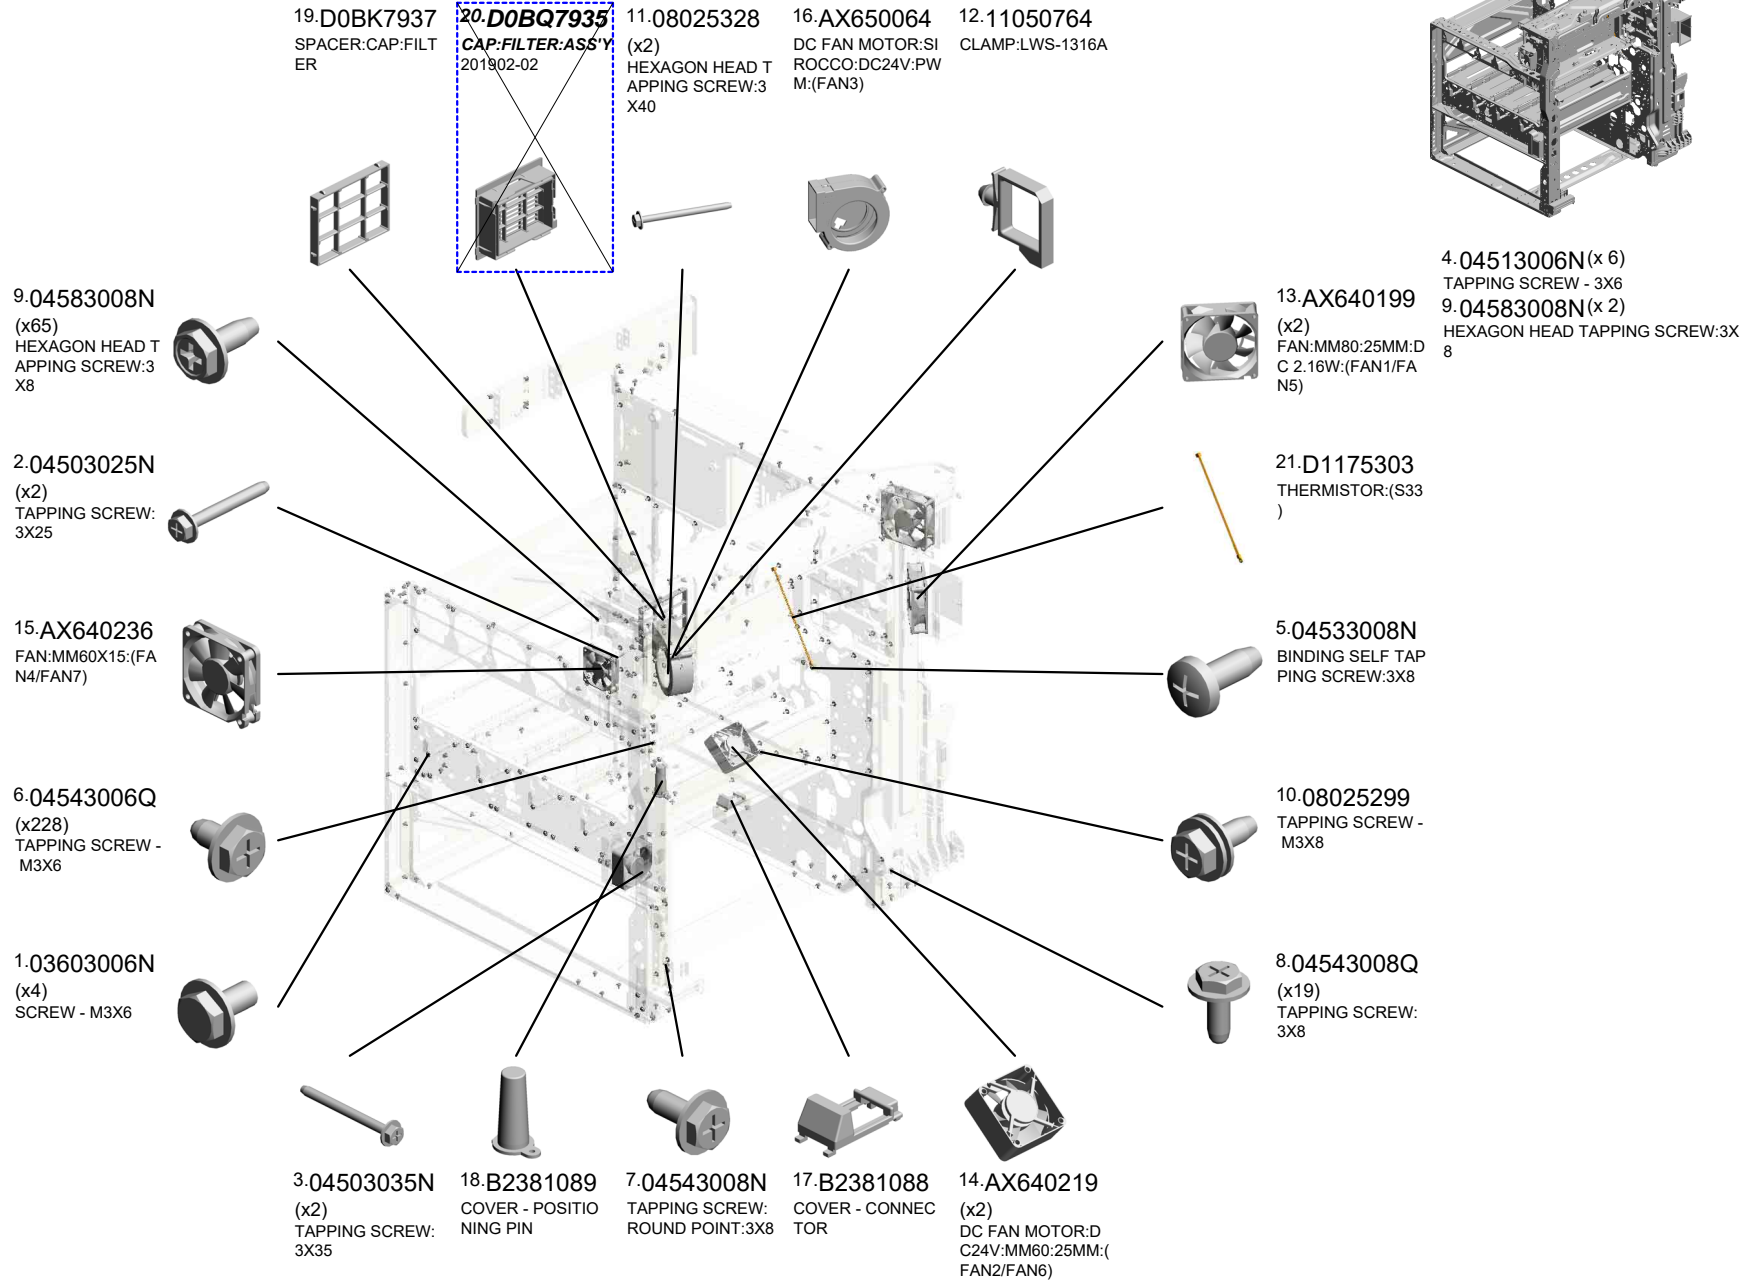 19.D0BK7937
SPACER:CAP:FILT
ER
20.D0BQ7935
CAP:FILTER:ASS'Y
201902-02
11.08025328
(x2)
HEXAGON HEAD T
APPING SCREW:3
X40
16.AX650064
DC FAN MOTOR:SI
ROCCO:DC24V:PW
M:(FAN3)
12.11050764
CLAMP:LWS-1316A
4.04513006N(x 6)
TAPPING SCREW - 3X6
9.04583008N(x 2)
HEXAGON HEAD TAPPING SCREW:3X
8
9.04583008N
(x65)
HEXAGON HEAD T
APPING SCREW:3
X8
13.AX640199
(x2)
FAN:MM80:25MM:D
C 2.16W:(FAN1/FA
N5)
2.04503025N
(x2)
TAPPING SCREW:
3X25
21.D1175303
THERMISTOR:(S33
)
15.AX640236
FAN:MM60X15:(FA
N4/FAN7)
5.04533008N
BINDING SELF TAP
PING SCREW:3X8
6.04543006Q
(x228)
TAPPING SCREW -
M3X6
10.08025299
TAPPING SCREW -
M3X8
1.03603006N
(x4)
SCREW - M3X6
8.04543008Q
(x19)
TAPPING SCREW:
3X8
3.04503035N
(x2)
TAPPING SCREW:
3X35
18.B2381089
COVER - POSITIO
NING PIN
7.04543008N
TAPPING SCREW:
ROUND POINT:3X8
17.B2381088
COVER - CONNEC
TOR
14.AX640219
(x2)
DC FAN MOTOR:D
C24V:MM60:25MM:(
FAN2/FAN6)